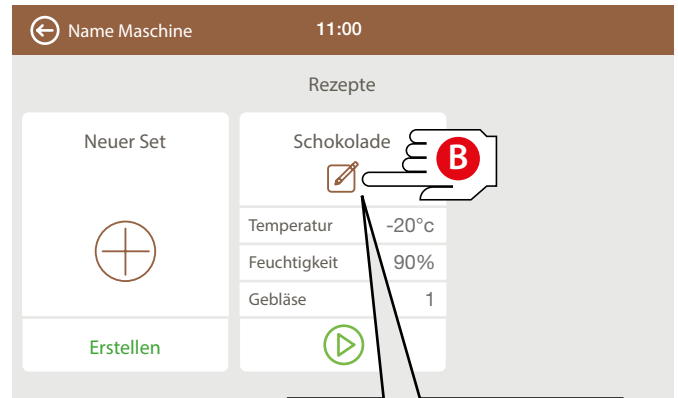 Name Maschine 11:00
Rezepte
Neuer Set
Erstellen
Schokolade
B
Temperatur -20°c
Feuchtigkeit 90%
Gebläse 1